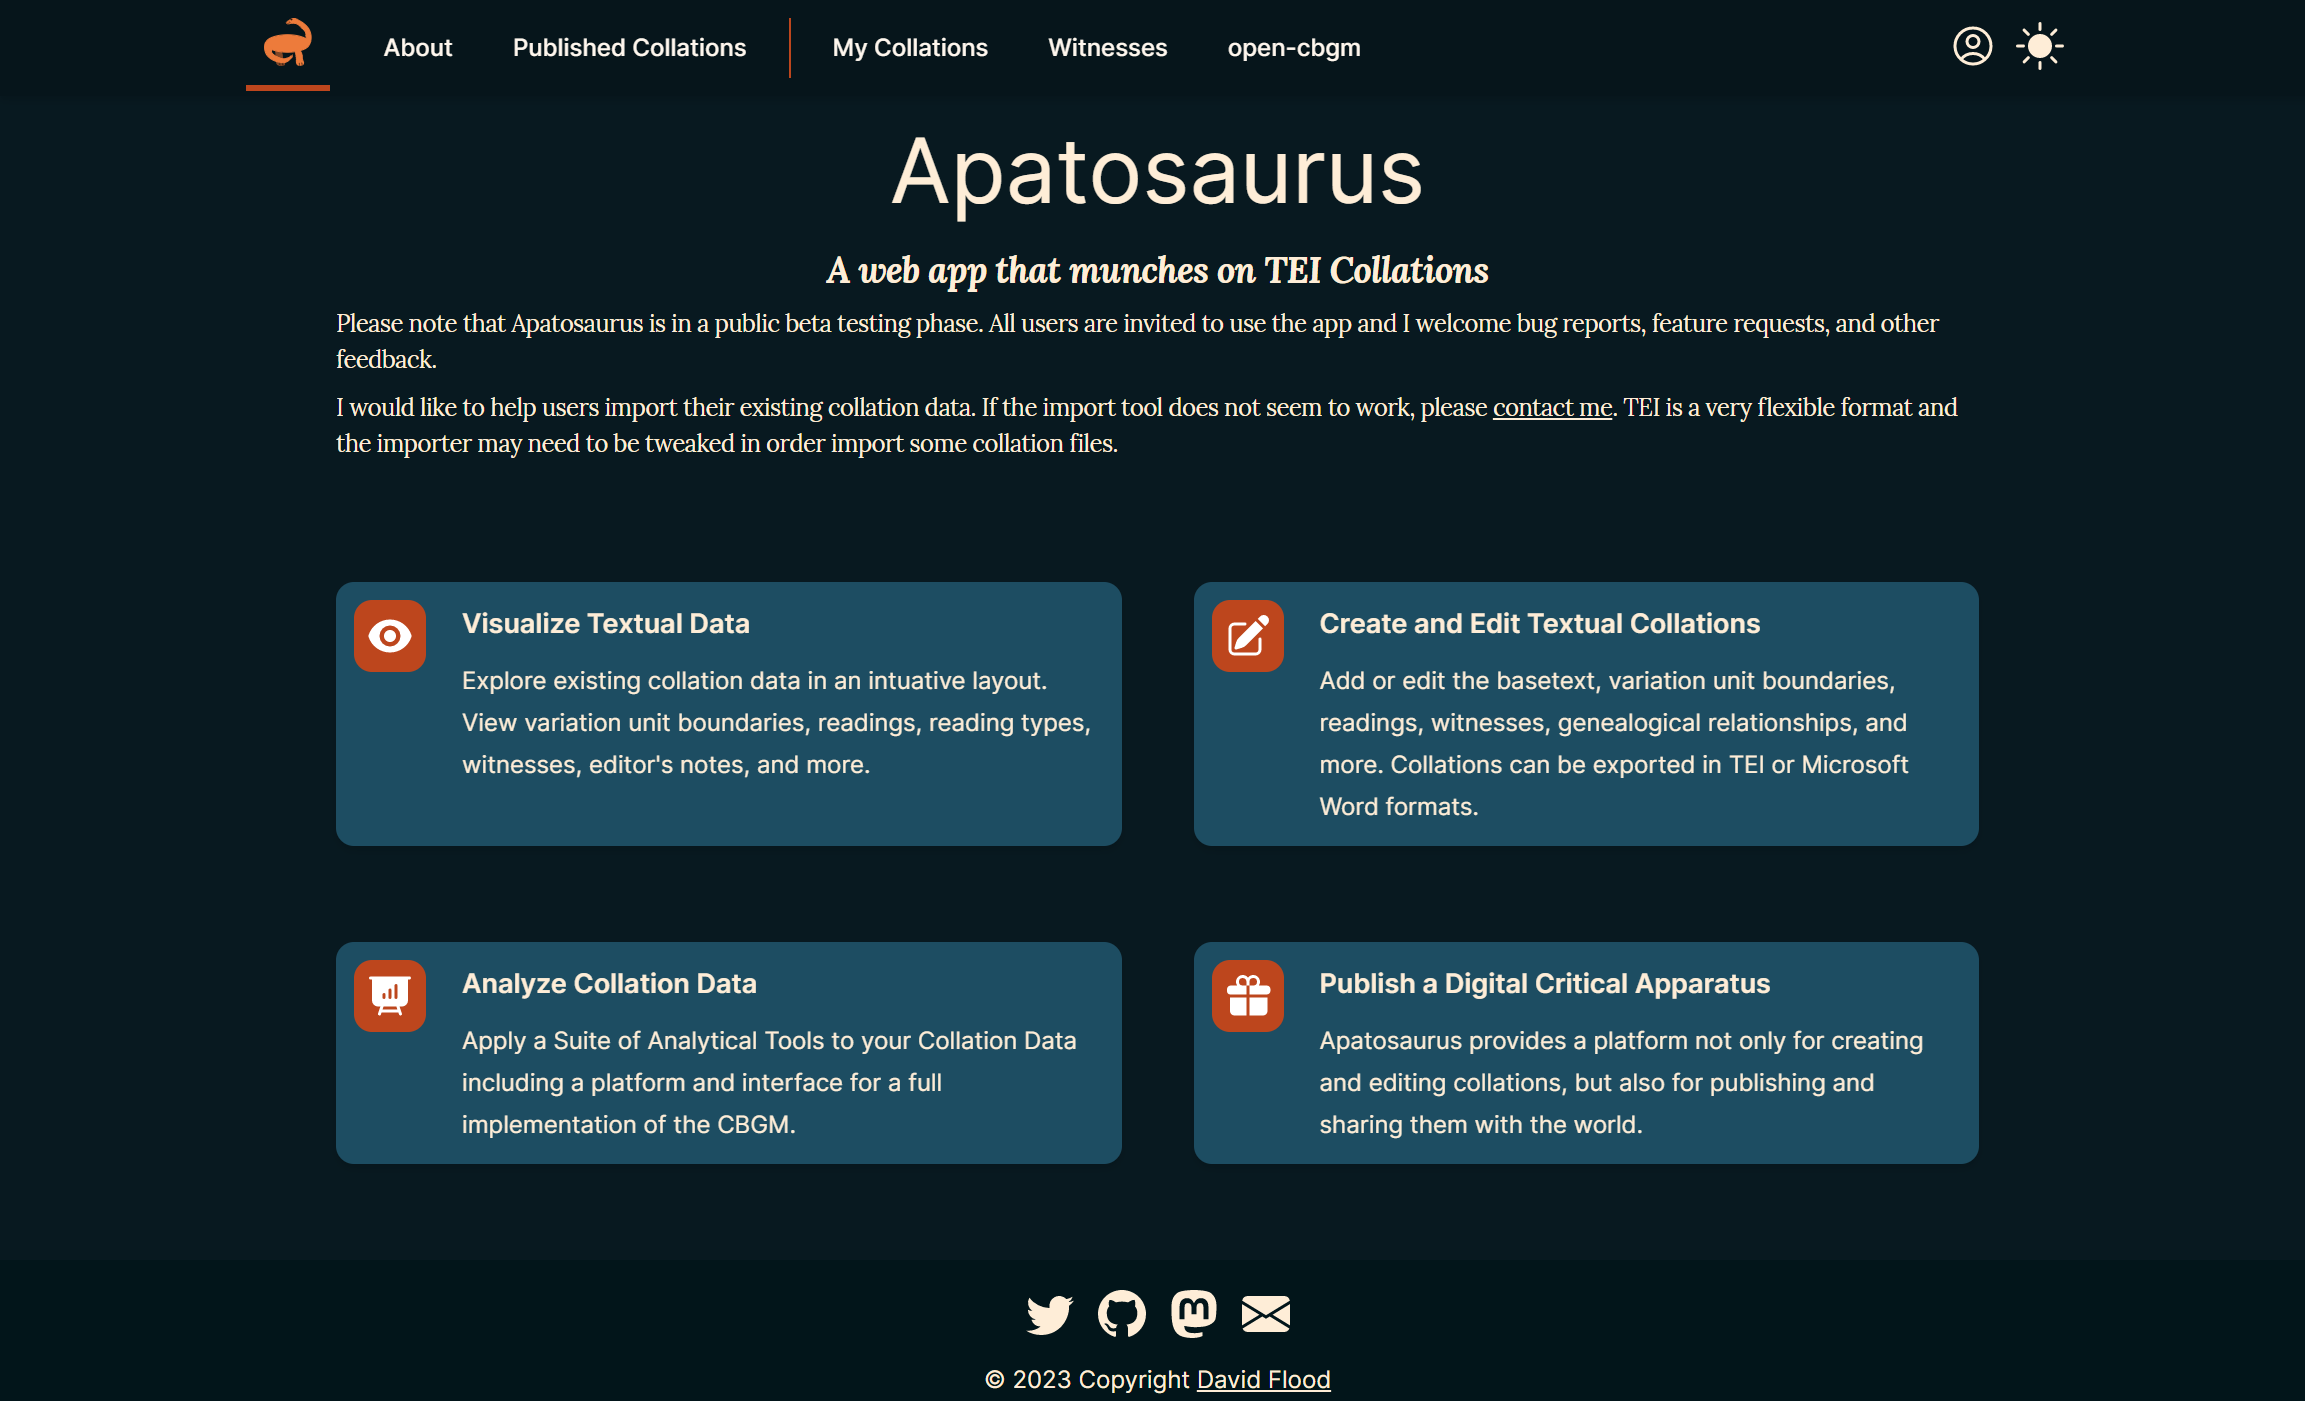 About Published Collations My Collations Witnesses open-cbgm
Apatosaurus
A web app that munches on TEI Collations
Please note that Apatosaurus is in a public beta testing phase. All users are invited to use the app and I welcome bug reports, feature requests, and other
feedback.
I would like to help users import their existing collation data. If the import tool does not seem to work, please contact me. TEI is a very flexible format and
the importer may need to be tweaked in order import some collation files.
Visualize Textual Data
Explore existing collation data in an intuative layout.
View variation unit boundaries, readings, reading types,
witnesses, editor's notes, and more.
Create and Edit Textual Collations
Add or edit the basetext, variation unit boundaries,
readings, witnesses, genealogical relationships, and
more. Collations can be exported in TEI or Microsoft
Word formats.
Analyze Collation Data
Apply a Suite of Analytical Tools to your Collation Data
including a platform and interface for a full
implementation of the CBGM.
Publish a Digital Critical Apparatus
Apatosaurus provides a platform not only for creating
and editing collations, but also for publishing and
sharing them with the world.
© 2023 Copyright David Flood